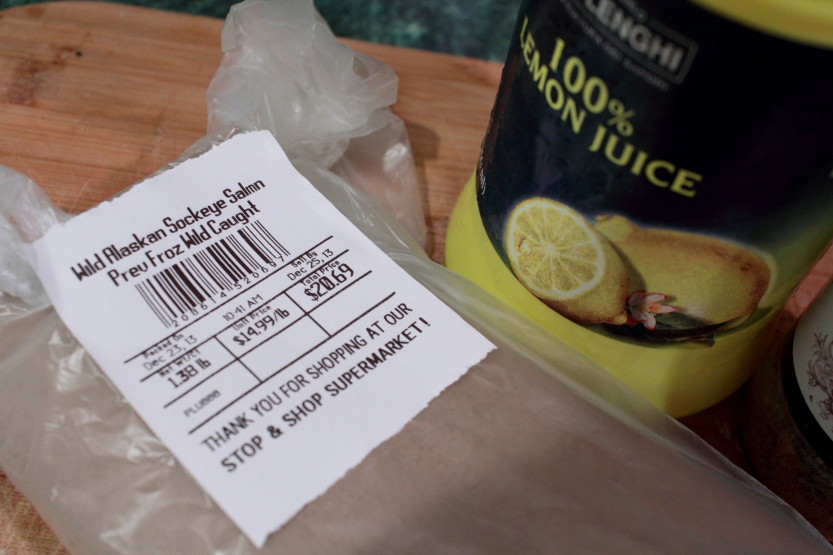 Wild Alaskan Sockeye Salmn
Prev Froz Wild Caught
Packed On
Dec 23, 13
10:41 AM
Sell By
Dec 25, 13
Net Wt/Ct
1.38 lb
Unit Price
$14.99/lb
Total Price
$20.69
THANK YOU FOR SHOPPING AT OUR
STOP & SHOP SUPERMARKET!
LENGHI
100%
LEMON JUICE